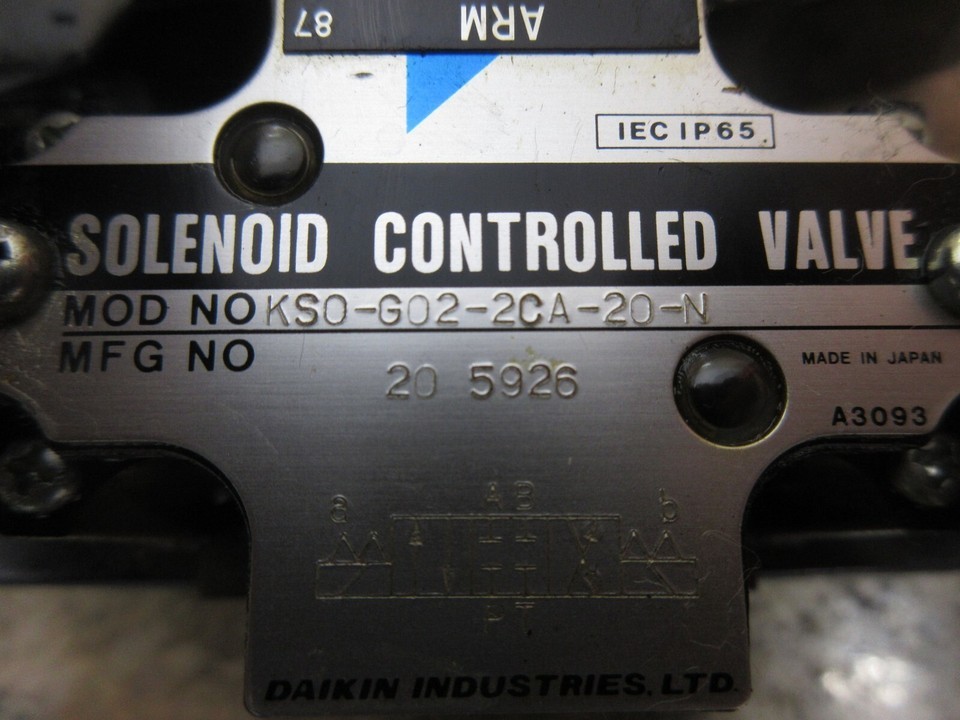 87 ARM
IEC IP65
SOLENOID CONTROLLED VALVE
MOD NO KSO-G02-2CA-20-N
MFG NO
20 5926
MADE IN JAPAN
A3093
A B
a b
P T
DAIKIN INDUSTRIES. LTD.